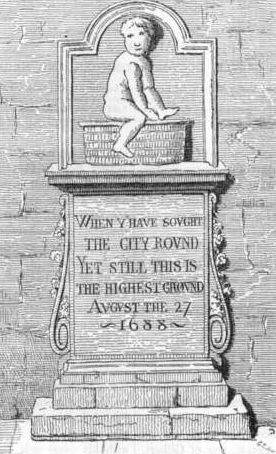 WHEN Y'HAVE SOVGHT
THE CITY ROVND
YET STILL THIS IS
THE HIGHEST GROVND
AVGVST THE 27
~1688~